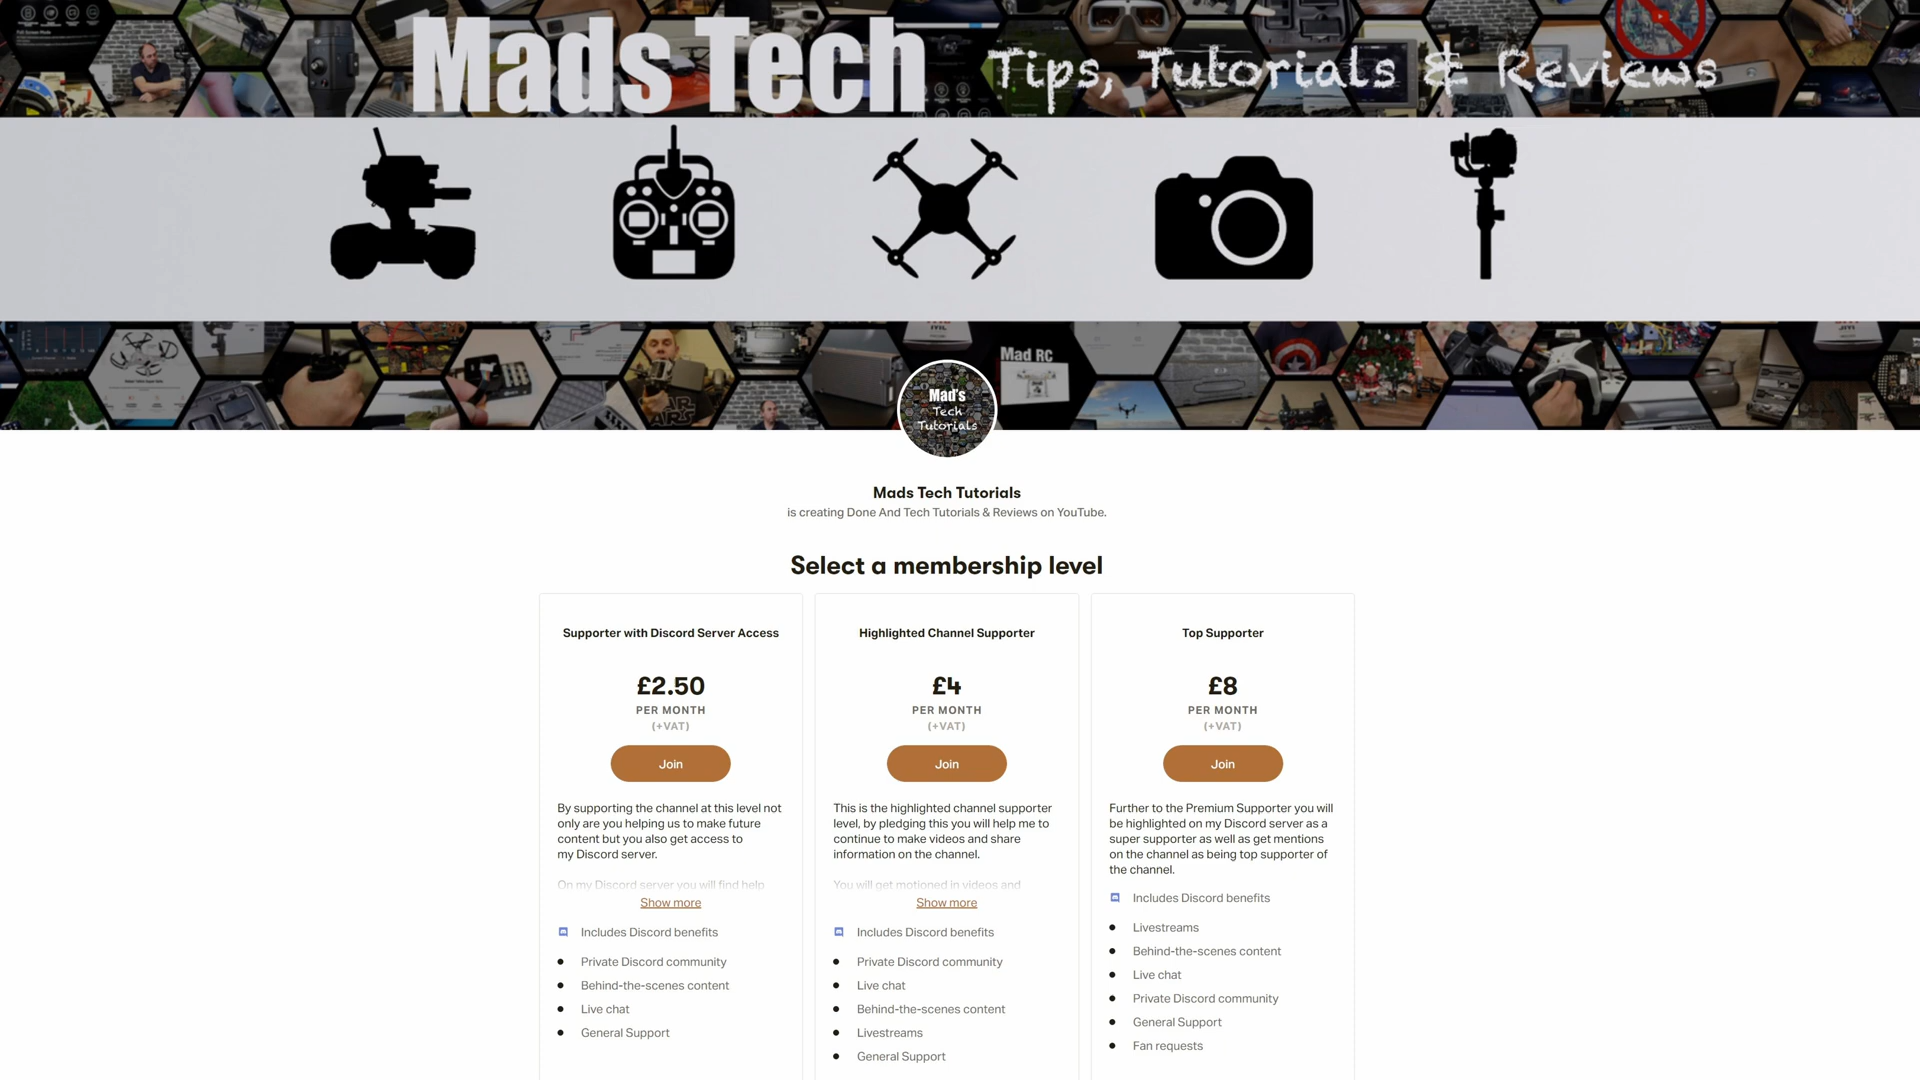 Mads Tech Tips, Tutorials & Reviews
Mad RC
Mad's
Tech
Tutorials
Mads Tech Tutorials
is creating Done And Tech Tutorials & Reviews on YouTube.
Select a membership level
Supporter with Discord Server Access
£2.50
PER MONTH
(+VAT)
Join
By supporting the channel at this level not
only are you helping us to make future
content but you also get access to
my Discord server.
On my Discord server you will find help
Show more
Includes Discord benefits
Private Discord community
Behind-the-scenes content
Live chat
General Support
Highlighted Channel Supporter
£4
PER MONTH
(+VAT)
Join
This is the highlighted channel supporter
level, by pledging this you will help me to
continue to make videos and share
information on the channel.
You will get motioned in videos and
Show more
Includes Discord benefits
Private Discord community
Live chat
Behind-the-scenes content
Livestreams
General Support
Top Supporter
£8
PER MONTH
(+VAT)
Join
Further to the Premium Supporter you will
be highlighted on my Discord server as a
super supporter as well as get mentions
on the channel as being top supporter of
the channel.
Includes Discord benefits
Livestreams
Behind-the-scenes content
Live chat
Private Discord community
General Support
Fan requests